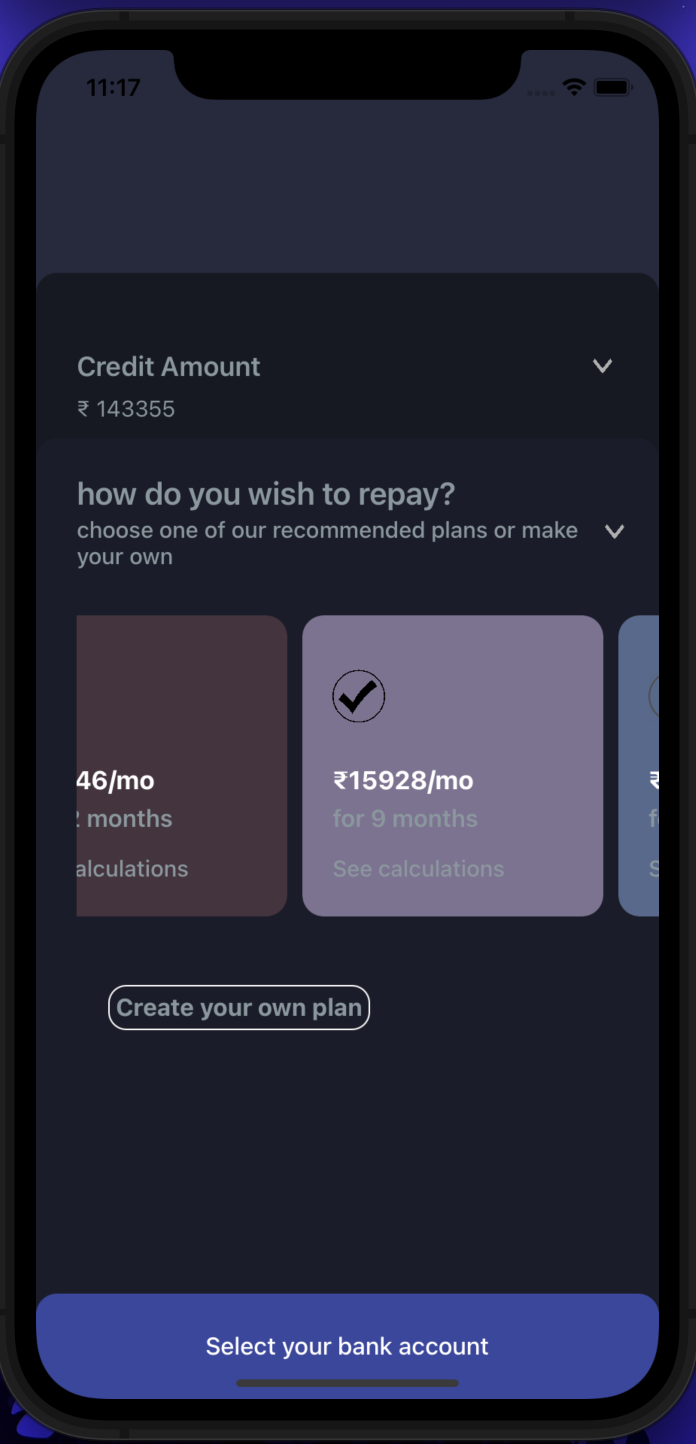 11:17
Credit Amount
₹ 143355
how do you wish to repay?
choose one of our recommended plans or make
your own
46/mo
₹15928/mo
₹
months
for 9 months
f
alculations
See calculations
S
Create your own plan
Select your bank account